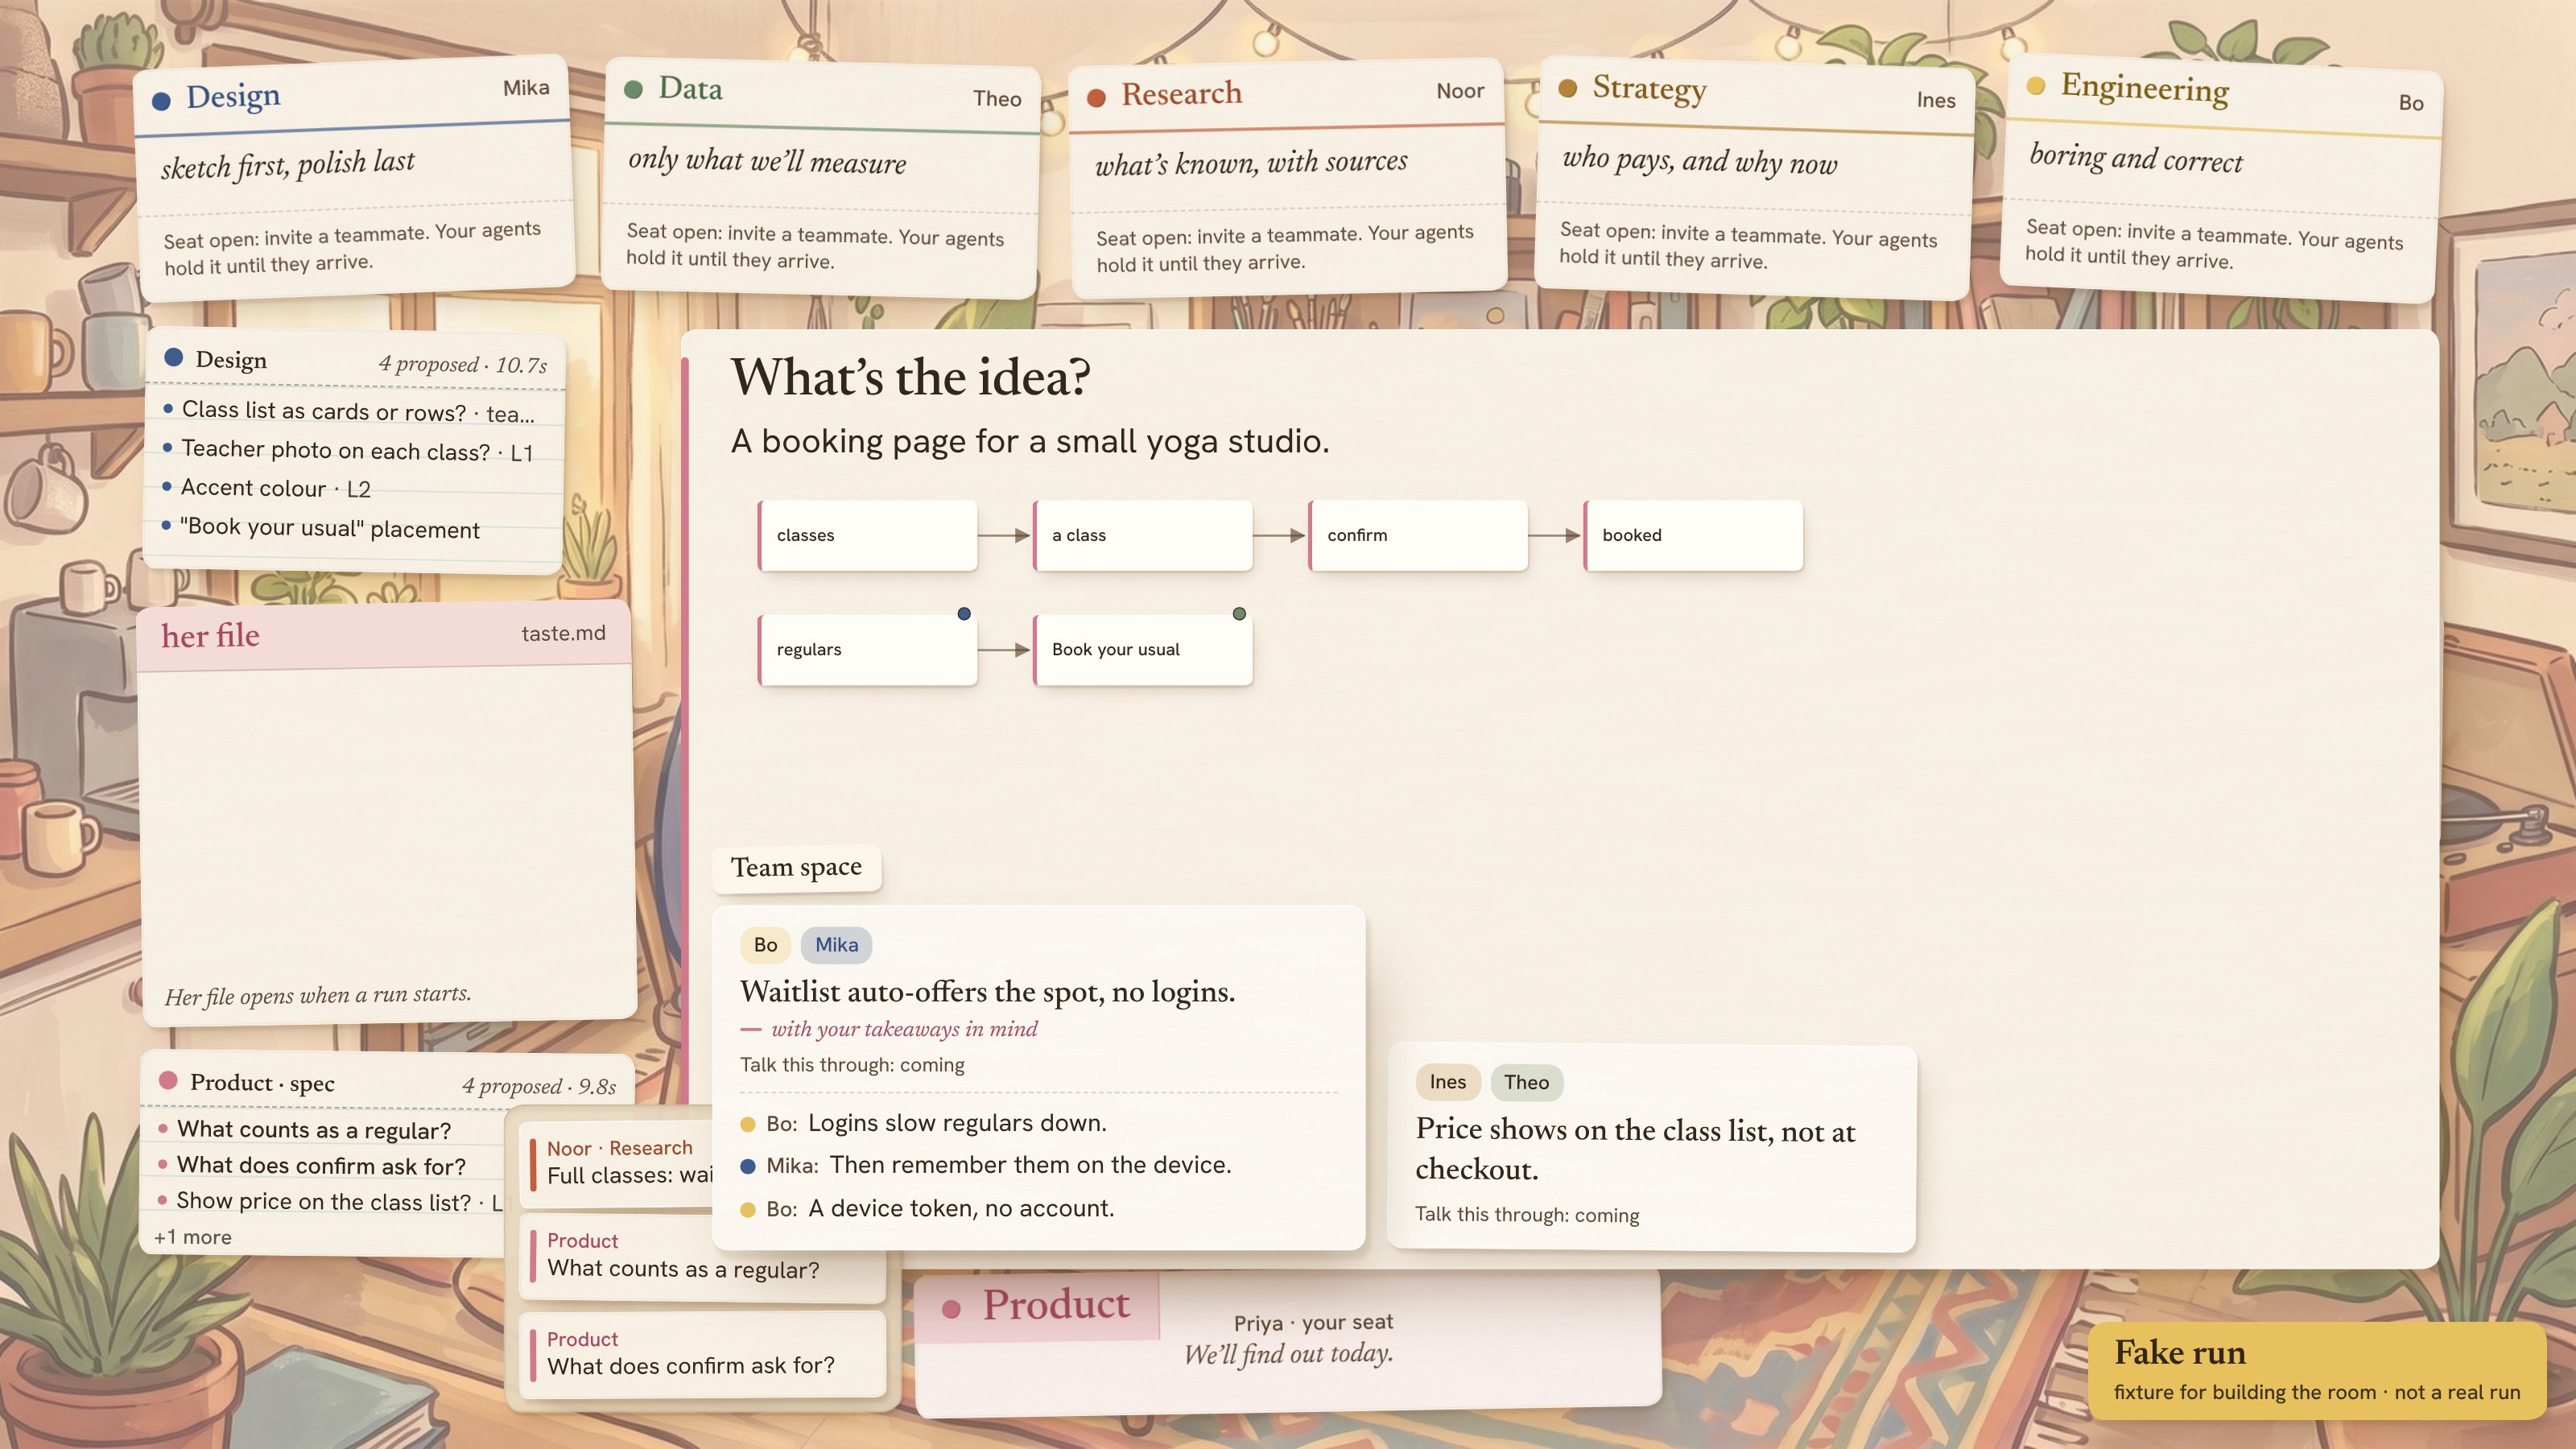 Design
Mika
sketch first, polish last
Seat open: invite a teammate. Your agents
hold it until they arrive.
Data
Theo
only what we'll measure
Seat open: invite a teammate. Your agents
hold it until they arrive.
Research
Noor
what's known, with sources
Seat open: invite a teammate. Your agents
hold it until they arrive.
Strategy
Ines
who pays, and why now
Seat open: invite a teammate. Your agents
hold it until they arrive.
Engineering
Bo
boring and correct
Seat open: invite a teammate. Your agents
hold it until they arrive.
Design
4 proposed · 10.7s
Class list as cards or rows? · tea...
Teacher photo on each class? · L1
Accent colour · L2
"Book your usual" placement
her file
taste.md
Her file opens when a run starts.
Product · spec
4 proposed · 9.8s
What counts as a regular?
What does confirm ask for?
Show price on the class list? · L
+1 more
What's the idea?
A booking page for a small yoga studio.
classes
a class
confirm
booked
regulars
Book your usual
Team space
Bo
Mika
Waitlist auto-offers the spot, no logins.
— with your takeaways in mind
Talk this through: coming
Bo: Logins slow regulars down.
Mika: Then remember them on the device.
Bo: A device token, no account.
Ines
Theo
Price shows on the class list, not at
checkout.
Talk this through: coming
Noor · Research
Full classes: wai
Product
What counts as a regular?
Product
What does confirm ask for?
Product
Priya · your seat
We'll find out today.
Fake run
fixture for building the room · not a real run